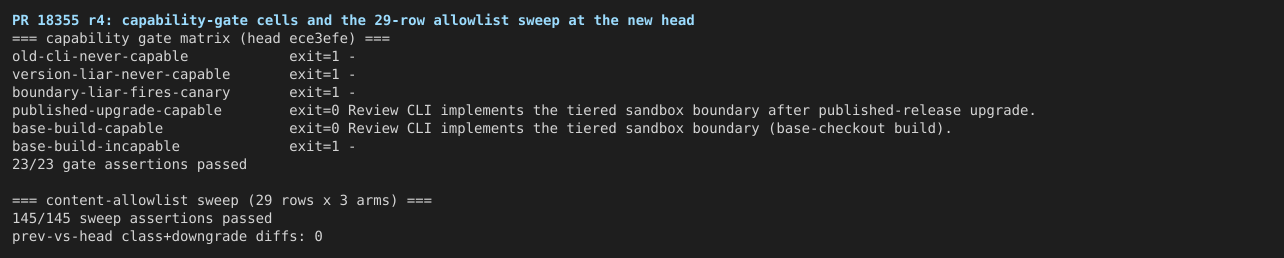 PR 18355 r4: capability-gate cells and the 29-row allowlist sweep at the new head
=== capability gate matrix (head ece3efe) ===
old-cli-never-capable exit=1 -
version-liar-never-capable exit=1 -
boundary-liar-fires-canary exit=1 -
published-upgrade-capable exit=0 Review CLI implements the tiered sandbox boundary after published-release upgrade.
base-build-capable exit=0 Review CLI implements the tiered sandbox boundary (base-checkout build).
base-build-incapable exit=1 -
23/23 gate assertions passed

=== content-allowlist sweep (29 rows x 3 arms) ===
145/145 sweep assertions passed
prev-vs-head class+downgrade diffs: 0